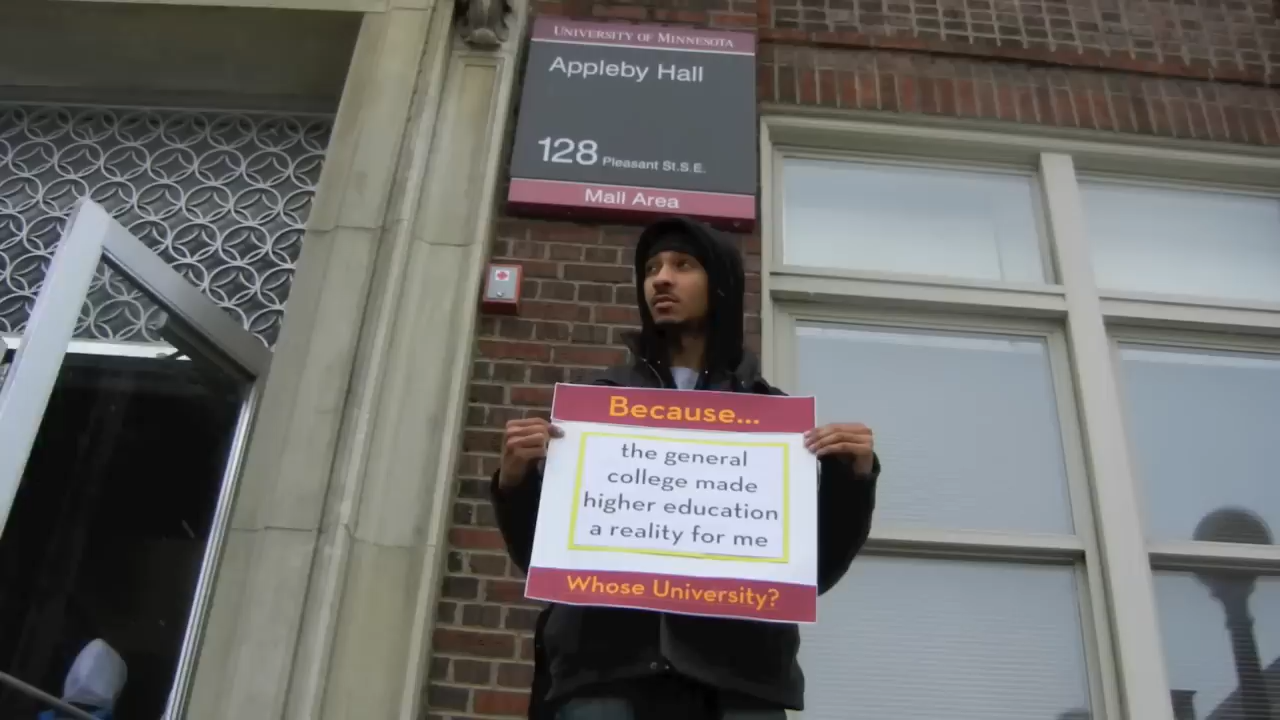 University of Minnesota
Appleby Hall
128 Pleasant St.S.E.
Mall Area
Because...
the general
college made
higher education
a reality for me
Whose University?